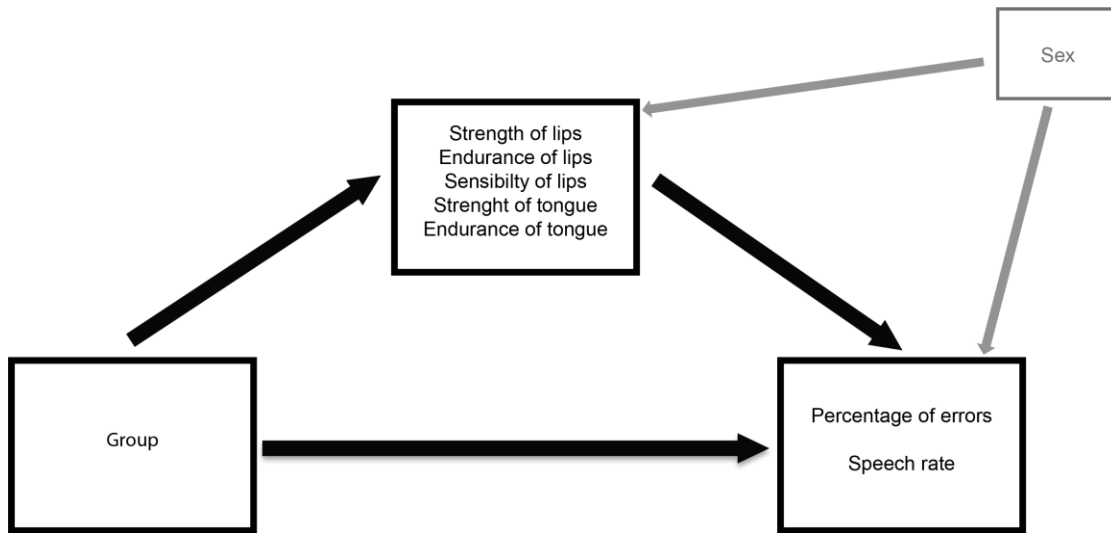 Sex
Strength of lips
Endurance of lips
Sensibilty of lips
Strenght of tongue
Endurance of tongue
Group
Percentage of errors
Speech rate